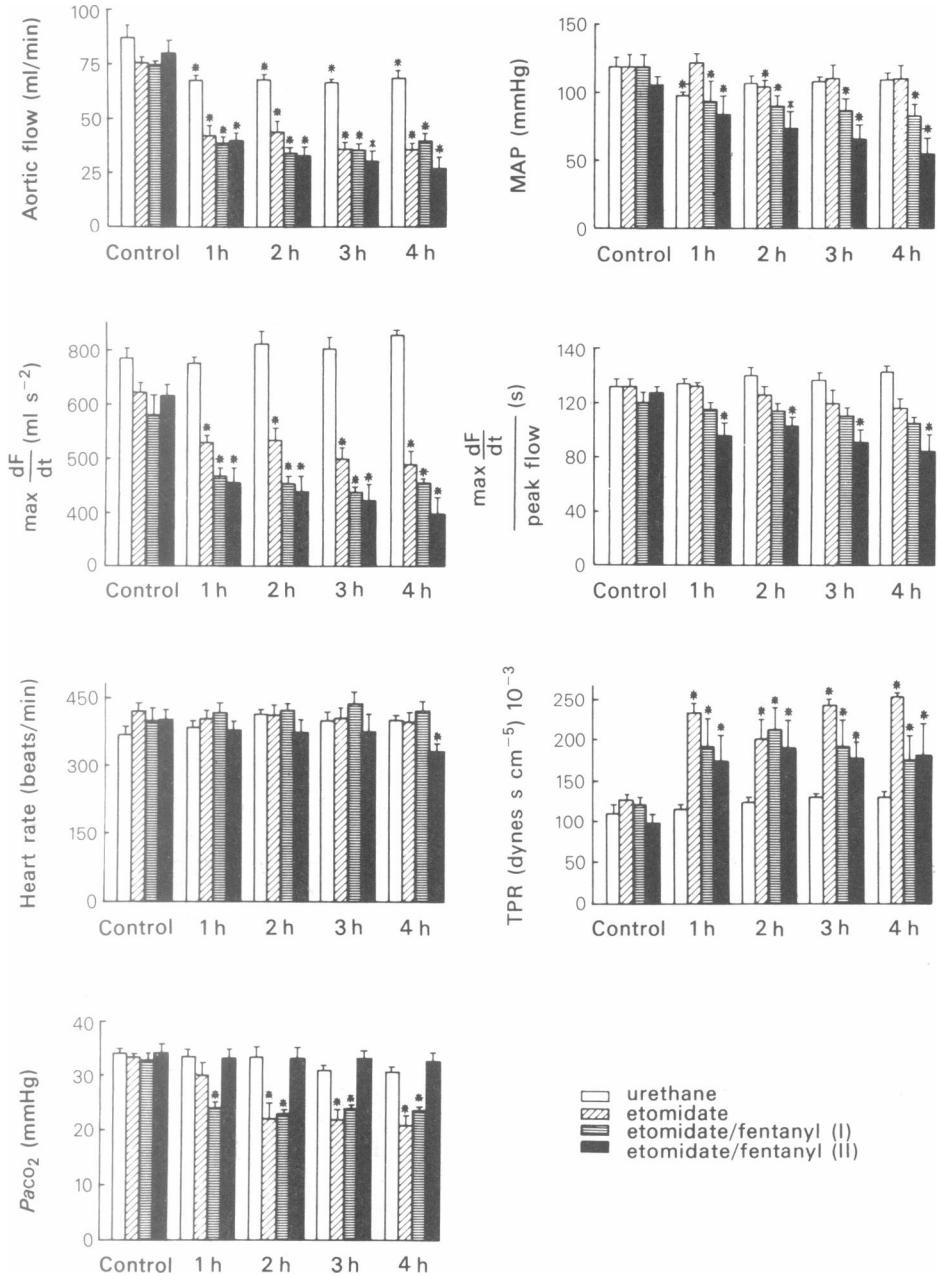 Aortic flow (ml/min)
100
75
50
25
0
Control 1 h 2 h 3 h 4 h
MAP (mmHg)
150
100
50
0
Control 1 h 2 h 3 h 4 h
max dF/dt (ml s⁻²)
800
600
500
400
0
Control 1 h 2 h 3 h 4 h
max dF/dt / peak flow (s)
140
120
80
40
0
Control 1 h 2 h 3 h 4 h
Heart rate (beats/min)
450
300
150
0
Control 1 h 2 h 3 h 4 h
TPR (dynes s cm⁻⁵) 10⁻³
250
200
150
100
50
0
Control 1 h 2 h 3 h 4 h
Paco₂ (mmHg)
40
30
20
10
0
Control 1 h 2 h 3 h 4 h
urethane
etomidate
etomidate/fentanyl (I)
etomidate/fentanyl (II)